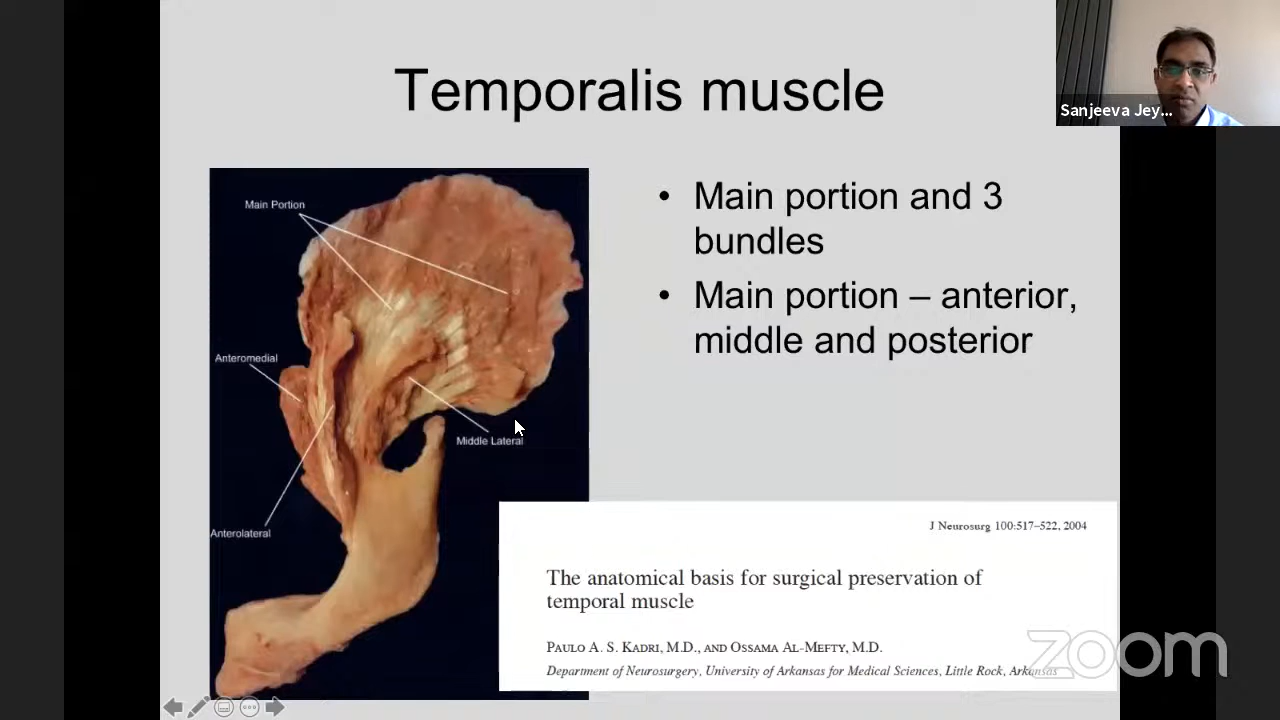 Temporalis muscle
Sanjeeva Jey...
Main Portion
Anteromedial
Middle Lateral
Anterolateral
• Main portion and 3
bundles
• Main portion – anterior,
middle and posterior
J Neurosurg 100:517–522, 2004
The anatomical basis for surgical preservation of
temporal muscle
PAULO A. S. KADRI, M.D., AND OSSAMA AL-MEFTY, M.D.
Department of Neurosurgery, University of Arkansas for Medical Sciences, Little Rock, Arkansas
zoom